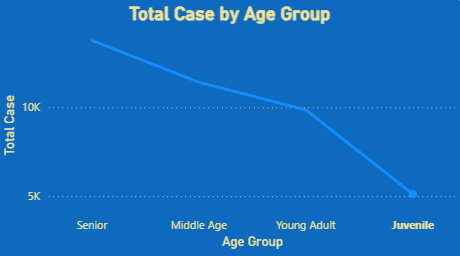 Total Case by Age Group
Total Case
10K
5K
Senior Middle Age Young Adult Juvenile
Age Group